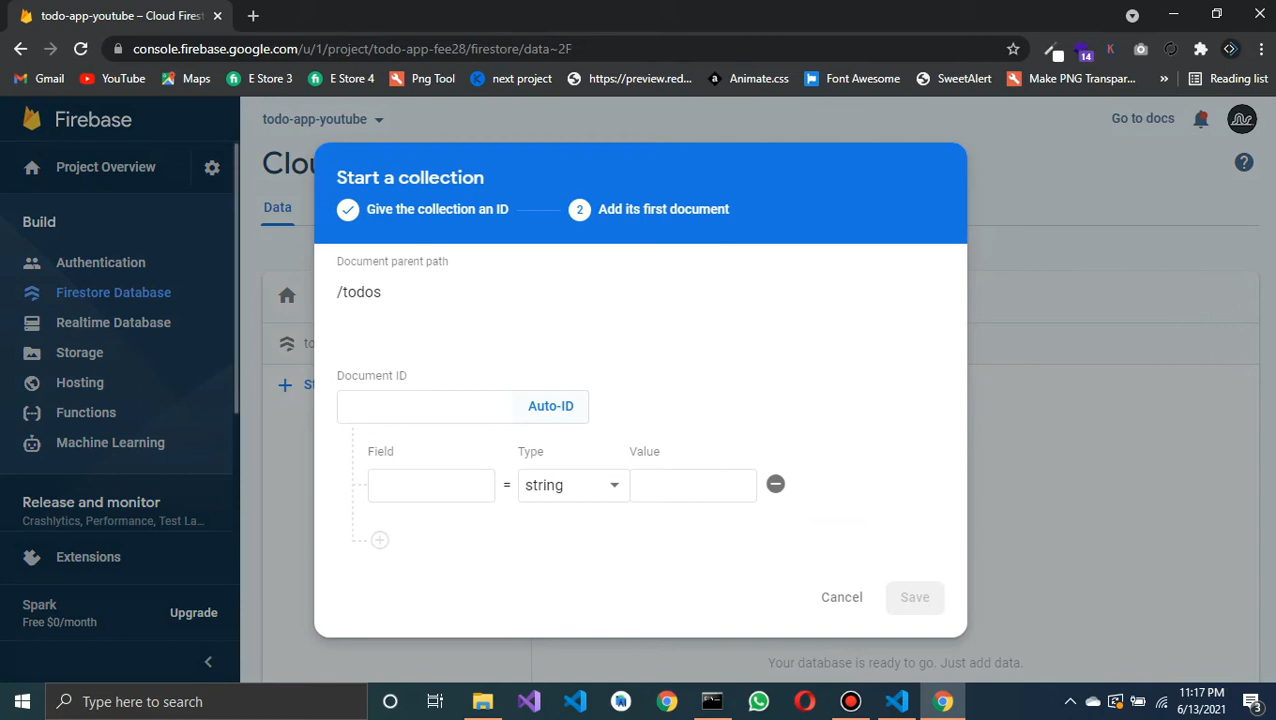 todo-app-youtube – Cloud Firest
console.firebase.google.com/u/1/project/todo-app-fee28/firestore/data~2F
14
K
Gmail YouTube Maps E Store 3 E Store 4 Png Tool next project https://preview.red... Animate.css Font Awesome SweetAlert Make PNG Transpar... » Reading list
Firebase
todo-app-youtube
Go to docs
Project Overview
Clou
Data
Start a collection
Give the collection an ID
2 Add its first document
Build
Authentication
Firestore Database
Realtime Database
Storage
Hosting
Functions
Machine Learning
Release and monitor
Crashlytics, Performance, Test La...
Extensions
Spark
Free $0/month
Upgrade
to
Document parent path
/todos
Document ID
Auto-ID
Field Type Value
= string
Cancel Save
Your database is ready to go. Just add data.
Type here to search
11:17 PM
6/13/2021
3